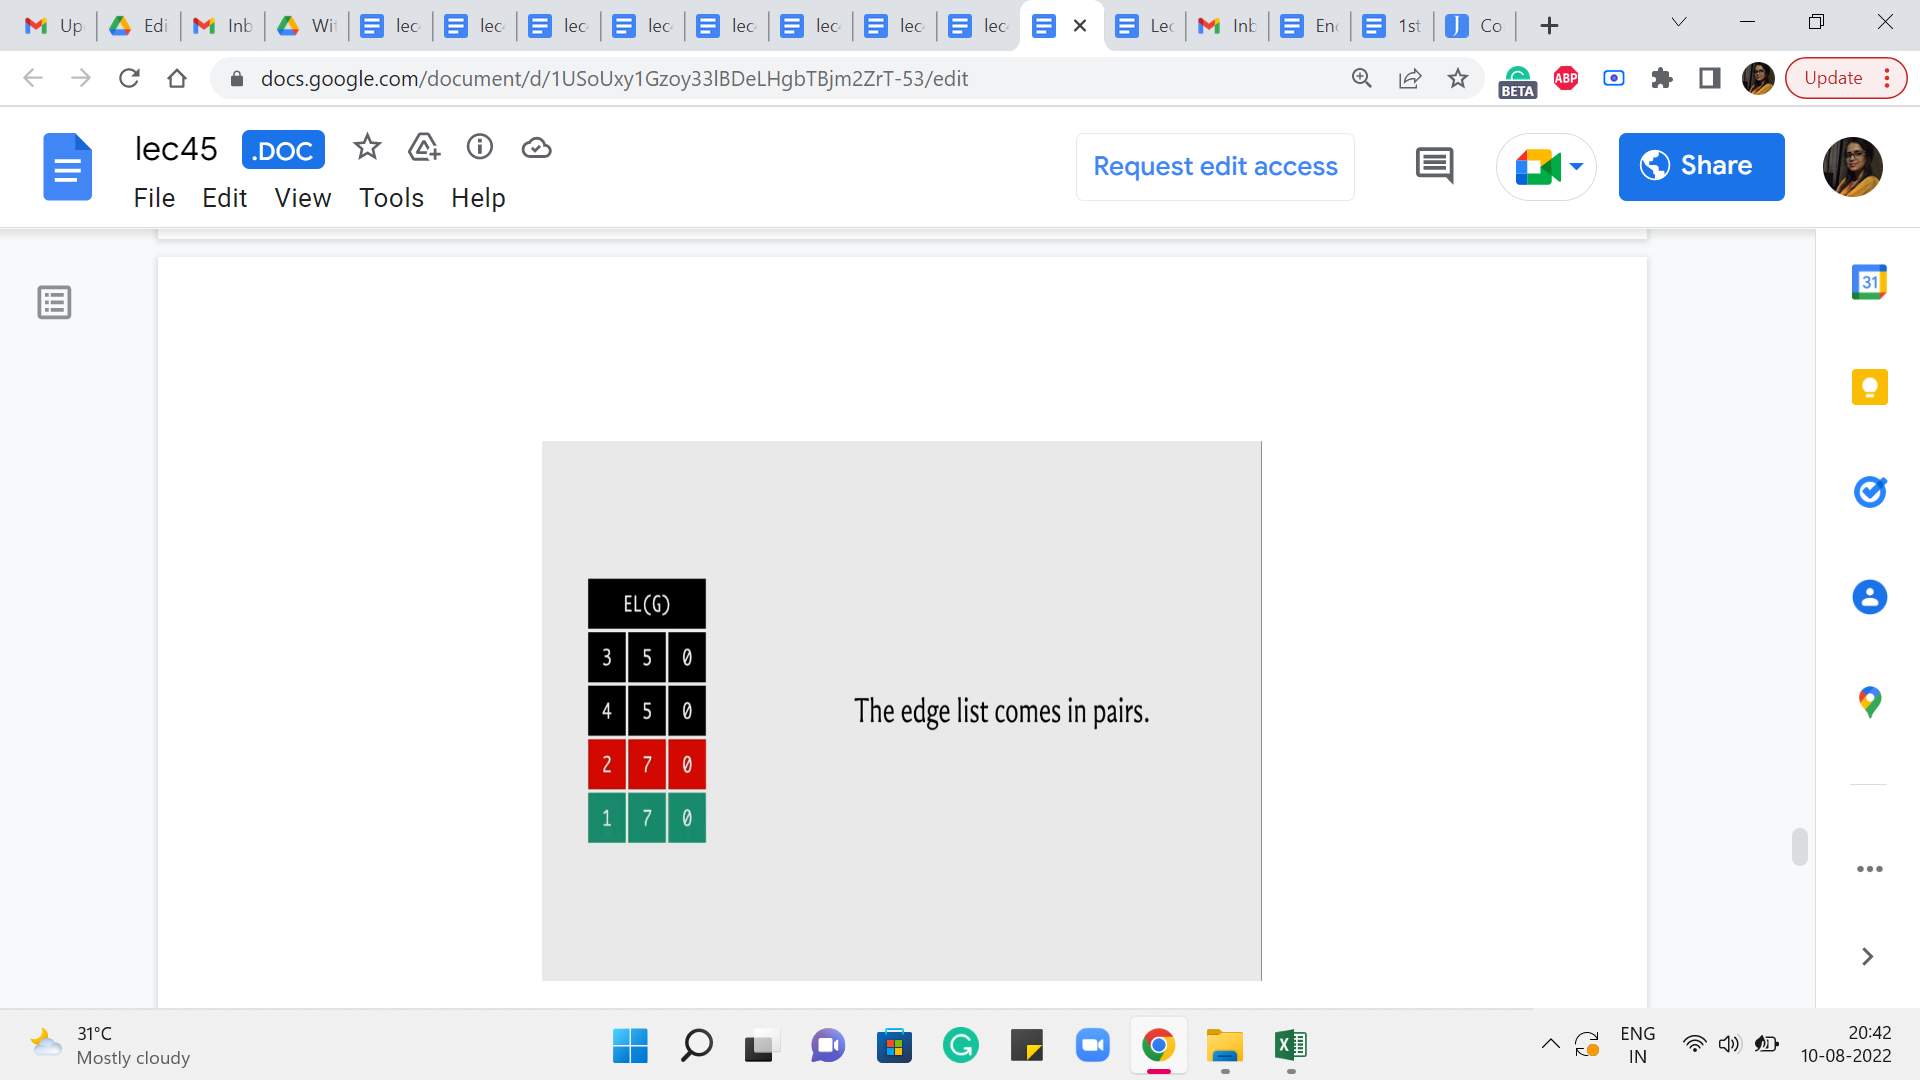 Up
Edi
Inb
Wi
lec
lec
lec
lec
lec
lec
lec
lec
Lec
Inb
En
1st
Co
docs.google.com/document/d/1USoUxy1Gzoy33lBDeLHgbTBjm2ZrT-53/edit
BETA
ABP
Update
lec45
.DOC
File Edit View Tools Help
Request edit access
Share
31
EL(G)
3 5 0
4 5 0
2 7 0
1 7 0
The edge list comes in pairs.
31°C
Mostly cloudy
ENG
IN
20:42
10-08-2022